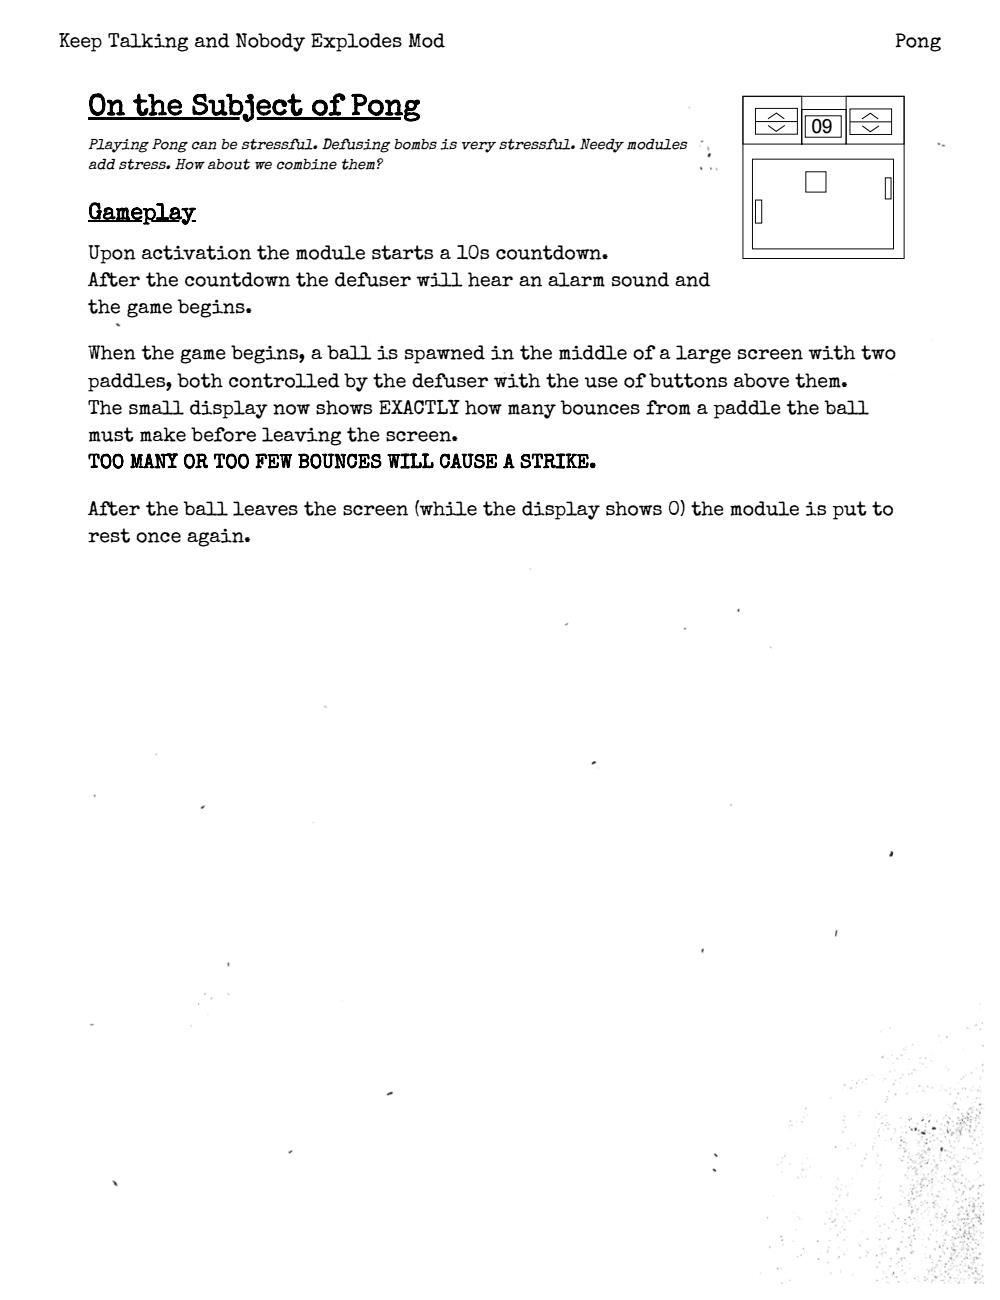 Keep Talking and Nobody Explodes Mod
Pong
On the Subject of Pong
Playing Pong can be stressful. Defusing bombs is very stressful. Needy modules
add stress. How about we combine them?
09
Gameplay
Upon activation the module starts a 10s countdown.
After the countdown the defuser will hear an alarm sound and
the game begins.
When the game begins, a ball is spawned in the middle of a large screen with two
paddles, both controlled by the defuser with the use of buttons above them.
The small display now shows EXACTLY how many bounces from a paddle the ball
must make before leaving the screen.
TOO MANY OR TOO FEW BOUNCES WILL CAUSE A STRIKE.
After the ball leaves the screen (while the display shows 0) the module is put to
rest once again.